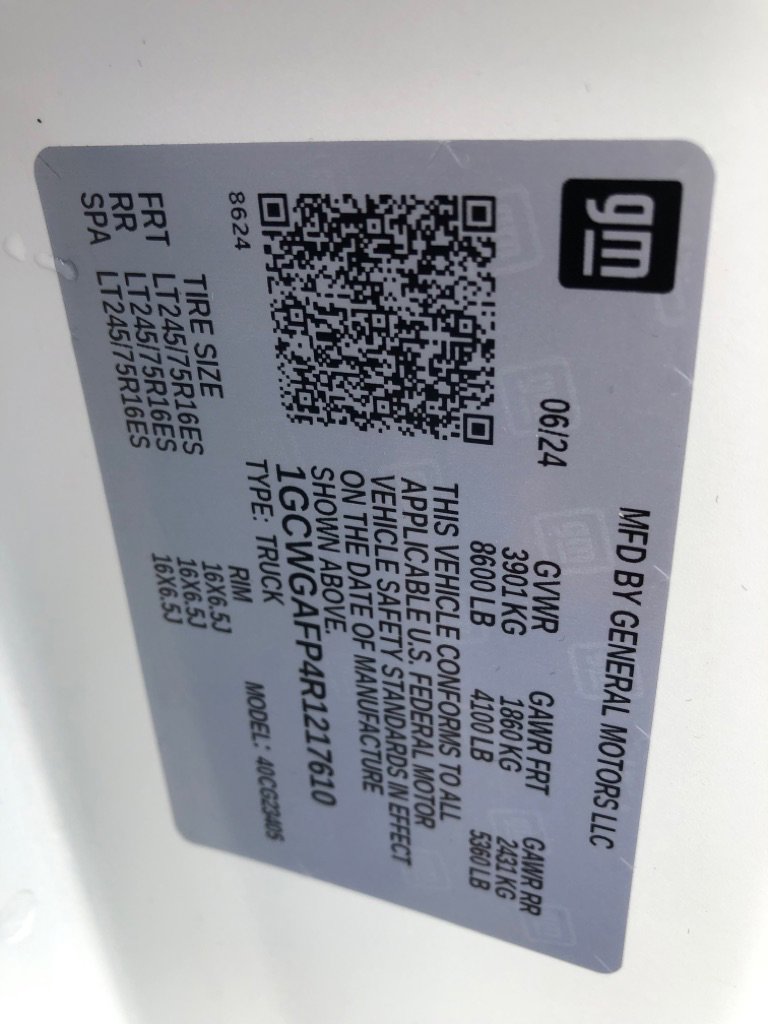 gm
MFD BY GENERAL MOTORS LLC
06/24
GVWR GAWR FRT GAWR RR
3901 KG 1860 KG 2431 KG
8600 LB 4100 LB 5360 LB
THIS VEHICLE CONFORMS TO ALL
APPLICABLE U.S. FEDERAL MOTOR
VEHICLE SAFETY STANDARDS IN EFFECT
ON THE DATE OF MANUFACTURE
SHOWN ABOVE.
1GCWGAFP4R1217610
TYPE: TRUCK MODEL: 40CG23405
8624
TIRE SIZE RIM
FRT LT245/75R16ES 16X6.5J
RR LT245/75R16ES 16X6.5J
SPA LT245/75R16ES 16X6.5J